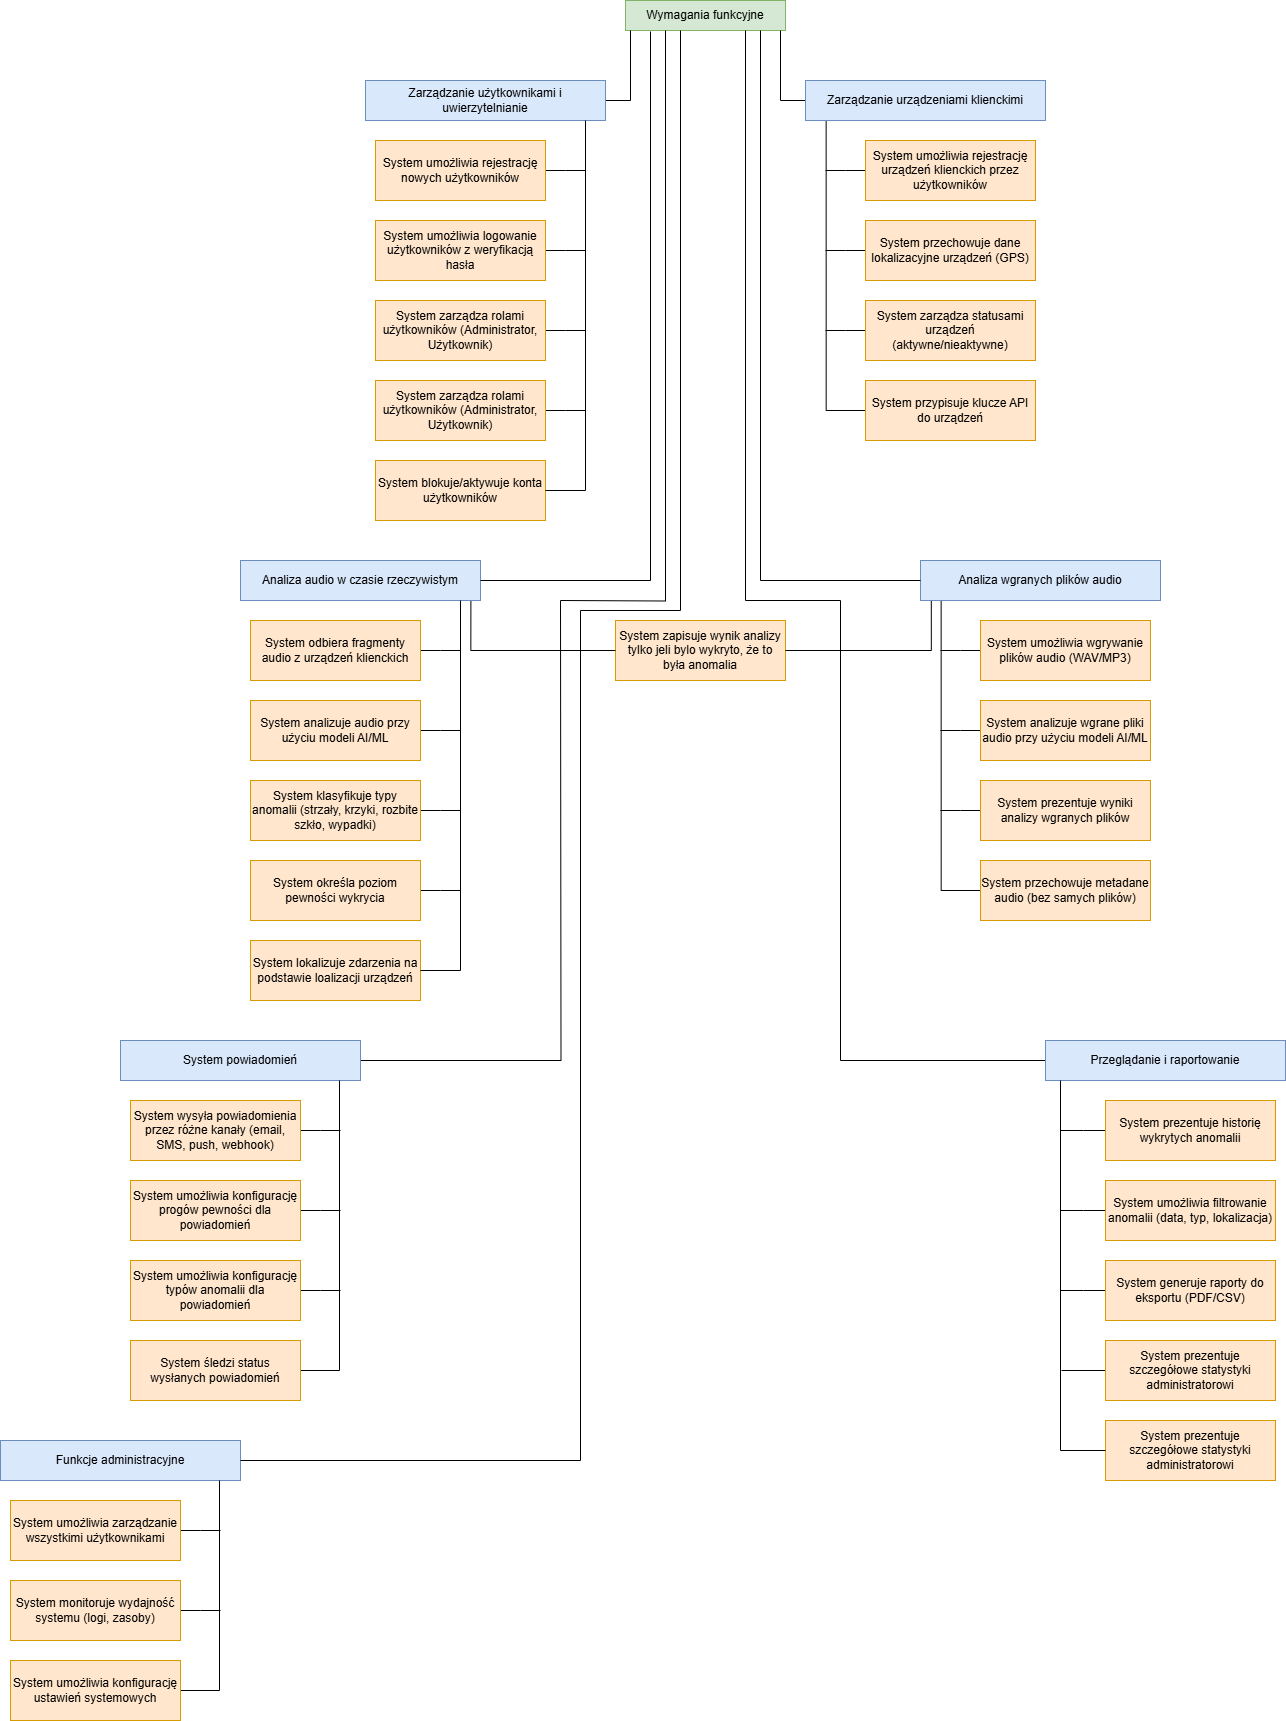 Wymagania funkcyjne
Zarządzanie użytkownikami i
uwierzytelnianie
System umożliwia rejestrację
nowych użytkowników
System umożliwia logowanie
użytkowników z weryfikacją
hasła
System zarządza rolami
użytkowników (Administrator,
Użytkownik)
System zarządza rolami
użytkowników (Administrator,
Użytkownik)
System blokuje/aktywuje konta
użytkowników
Zarządzanie urządzeniami klienckimi
System umożliwia rejestrację
urządzeń klienckich przez
użytkowników
System przechowuje dane
lokalizacyjne urządzeń (GPS)
System zarządza statusami
urządzeń
(aktywne/nieaktywne)
System przypisuje klucze API
do urządzeń
Analiza audio w czasie rzeczywistym
System odbiera fragmenty
audio z urządzeń klienckich
System analizuje audio przy
użyciu modeli AI/ML
System klasyfikuje typy
anomalii (strzały, krzyki, rozbite
szkło, wypadki)
System określa poziom
pewności wykrycia
System lokalizuje zdarzenia na
podstawie loalizacji urządzeń
System zapisuje wynik analizy
tylko jeli bylo wykryto, że to
była anomalia
Analiza wgranych plików audio
System umożliwia wgrywanie
plików audio (WAV/MP3)
System analizuje wgrane pliki
audio przy użyciu modeli AI/ML
System prezentuje wyniki
analizy wgranych plików
System przechowuje metadane
audio (bez samych plików)
System powiadomień
System wysyła powiadomienia
przez różne kanały (email,
SMS, push, webhook)
System umożliwia konfigurację
progów pewności dla
powiadomień
System umożliwia konfigurację
typów anomalii dla
powiadomień
System śledzi status
wysłanych powiadomień
Przeglądanie i raportowanie
System prezentuje historię
wykrytych anomalii
System umożliwia filtrowanie
anomalii (data, typ, lokalizacja)
System generuje raporty do
eksportu (PDF/CSV)
System prezentuje
szczegółowe statystyki
administratorowi
System prezentuje
szczegółowe statystyki
administratorowi
Funkcje administracyjne
System umożliwia zarządzanie
wszystkimi użytkownikami
System monitoruje wydajność
systemu (logi, zasoby)
System umożliwia konfigurację
ustawień systemowych